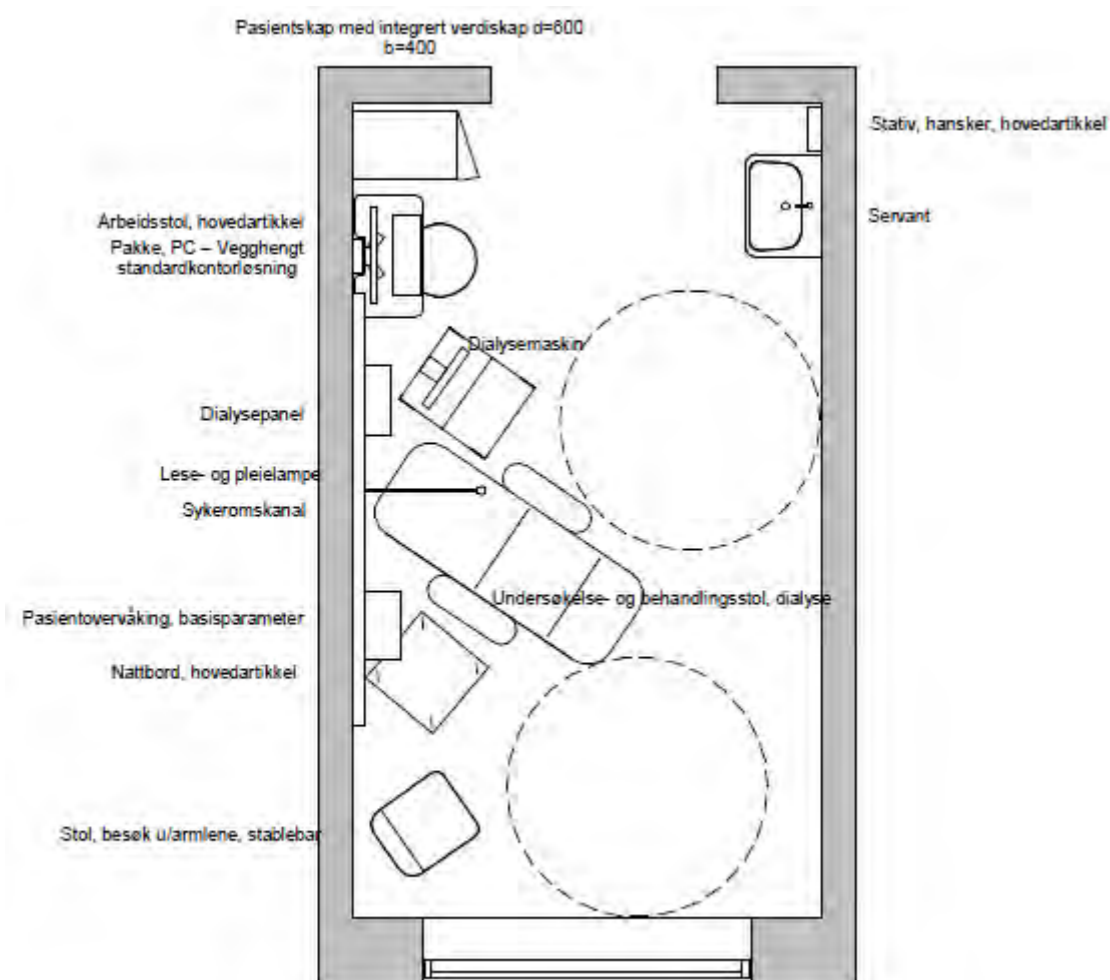 Pasientskap med integrert verdiskap d=600
b=400
Stativ, hansker, hovedartikkel
Servant
Arbeidsstol, hovedartikkel
Pakke, PC – Vegghengt
standardkontorløsning
Dialysemaskin
Dialysepanel
Lese- og pleielampe
Sykeromskanal
Undersøkelse- og behandlingsstol, dialyse
Pasientovervåking, basisparameter
Nattbord, hovedartikkel
Stol, besøk u/armlene, stablebar